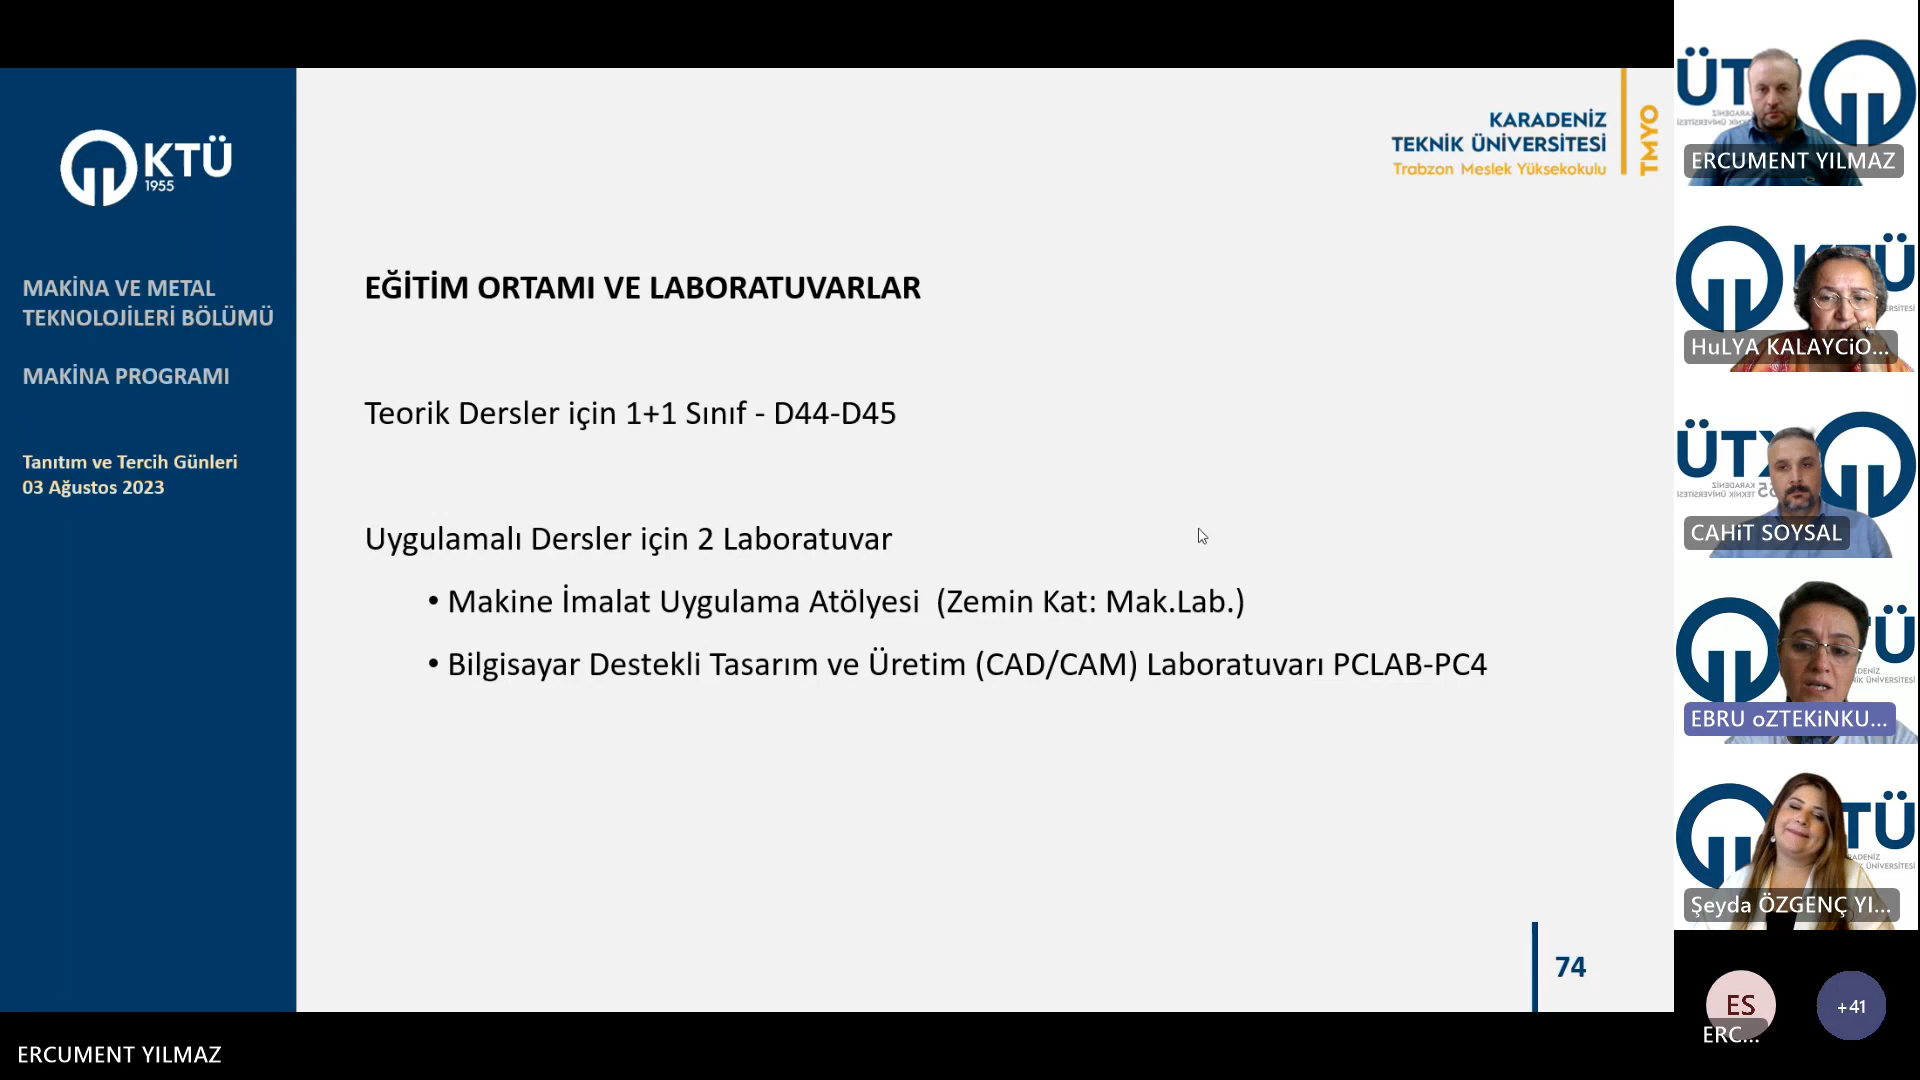 KTÜ
1955
MAKİNA VE METAL
TEKNOLOJİLERİ BÖLÜMÜ
MAKİNA PROGRAMI
Tanıtım ve Tercih Günleri
03 Ağustos 2023
KARADENİZ
TEKNİK ÜNİVERSİTESİ
Trabzon Meslek Yüksekokulu
TMYO
EĞİTİM ORTAMI VE LABORATUVARLAR
Teorik Dersler için 1+1 Sınıf - D44-D45
Uygulamalı Dersler için 2 Laboratuvar
• Makine İmalat Uygulama Atölyesi (Zemin Kat: Mak.Lab.)
• Bilgisayar Destekli Tasarım ve Üretim (CAD/CAM) Laboratuvarı PCLAB-PC4
74
ERCUMENT YILMAZ
HuLYA KALAYCiO...
CAHiT SOYSAL
EBRU oZTEKiNKU...
Şeyda ÖZGENÇ YI...
ES
ERC...
+41
ERCUMENT YILMAZ